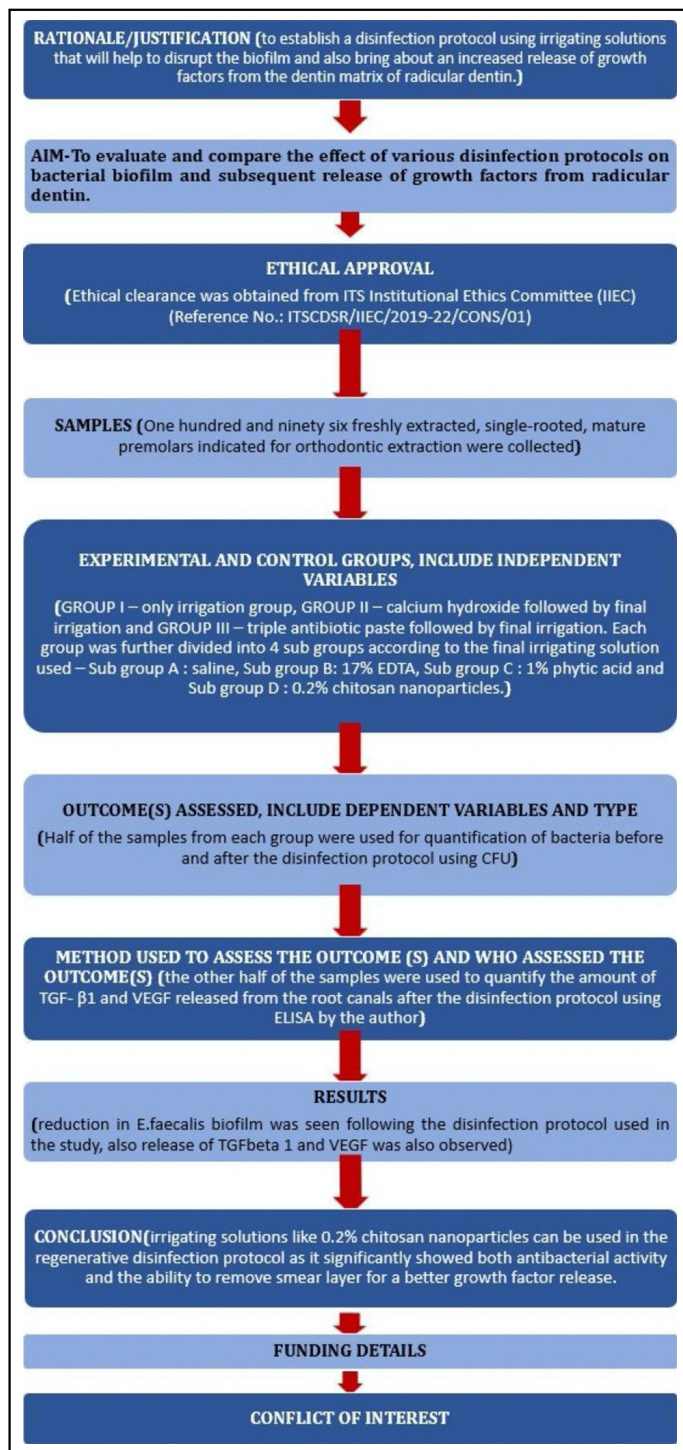 RATIONALE/JUSTIFICATION (to establish a disinfection protocol using irrigating solutions
that will help to disrupt the biofilm and also bring about an increased release of
growth factors from the dentin matrix of radicular dentin.)
AIM-To evaluate and compare the effect of various disinfection protocols on
bacterial biofilm and subsequent release of growth factors from radicular
dentin.
ETHICAL APPROVAL
(Ethical clearance was obtained from ITS Institutional Ethics Committee (IIEC)
(Reference No.: ITSCDSR/IIEC/2019-22/CONS/01)
SAMPLES (One hundred and ninety six freshly extracted, single-rooted, mature
premolars indicated for orthodontic extraction were collected)
EXPERIMENTAL AND CONTROL GROUPS, INCLUDE INDEPENDENT
VARIABLES
(GROUP I – only irrigation group, GROUP II – calcium hydroxide followed by final
irrigation and GROUP III – triple antibiotic paste followed by final irrigation. Each
group was further divided into 4 sub groups according to the final irrigating solution
used – Sub group A : saline, Sub group B: 17% EDTA, Sub group C : 1% phytic acid and
Sub group D : 0.2% chitosan nanoparticles.)
OUTCOME(S) ASSESSED, INCLUDE DEPENDENT VARIABLES AND TYPE
(Half of the samples from each group were used for quantification of bacteria before
and after the disinfection protocol using CFU)
METHOD USED TO ASSESS THE OUTCOME (S) AND WHO ASSESSED THE
OUTCOME(S) (the other half of the samples were used to quantify the amount of
TGF- β1 and VEGF released from the root canals after the disinfection protocol using
ELISA by the author)
RESULTS
(reduction in E.faecalis biofilm was seen following the disinfection protocol used in
the study, also release of TGFbeta 1 and VEGF was also observed)
CONCLUSION(irrigating solutions like 0.2% chitosan nanoparticles can be used in the
regenerative disinfection protocol as it significantly showed both antibacterial activity
and the ability to remove smear layer for a better growth factor release.
FUNDING DETAILS
CONFLICT OF INTEREST